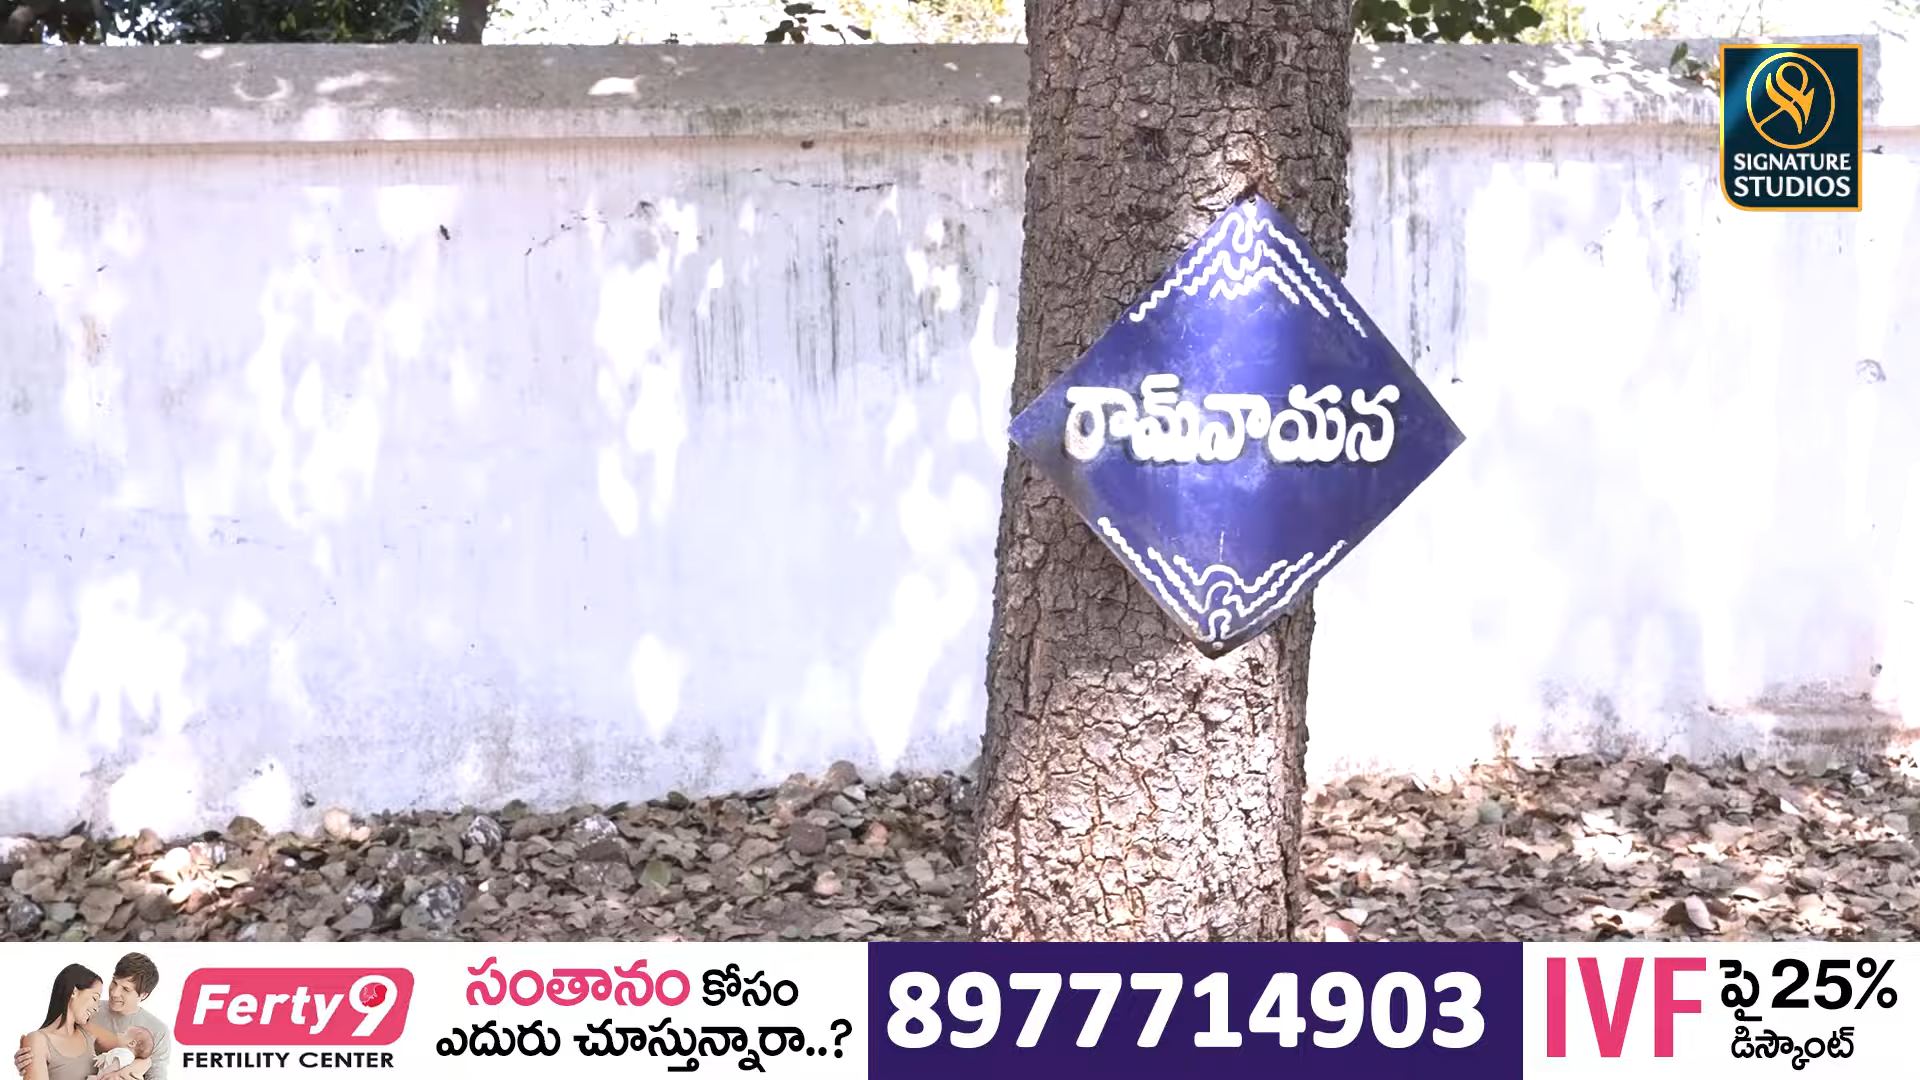 SIGNATURE
STUDIOS
రామ్‌నాయన
Ferty9
FERTILITY CENTER
సంతానం కోసం
ఎదురు చూస్తున్నారా..?
8977714903
IVF పై 25%
డిస్కౌంట్